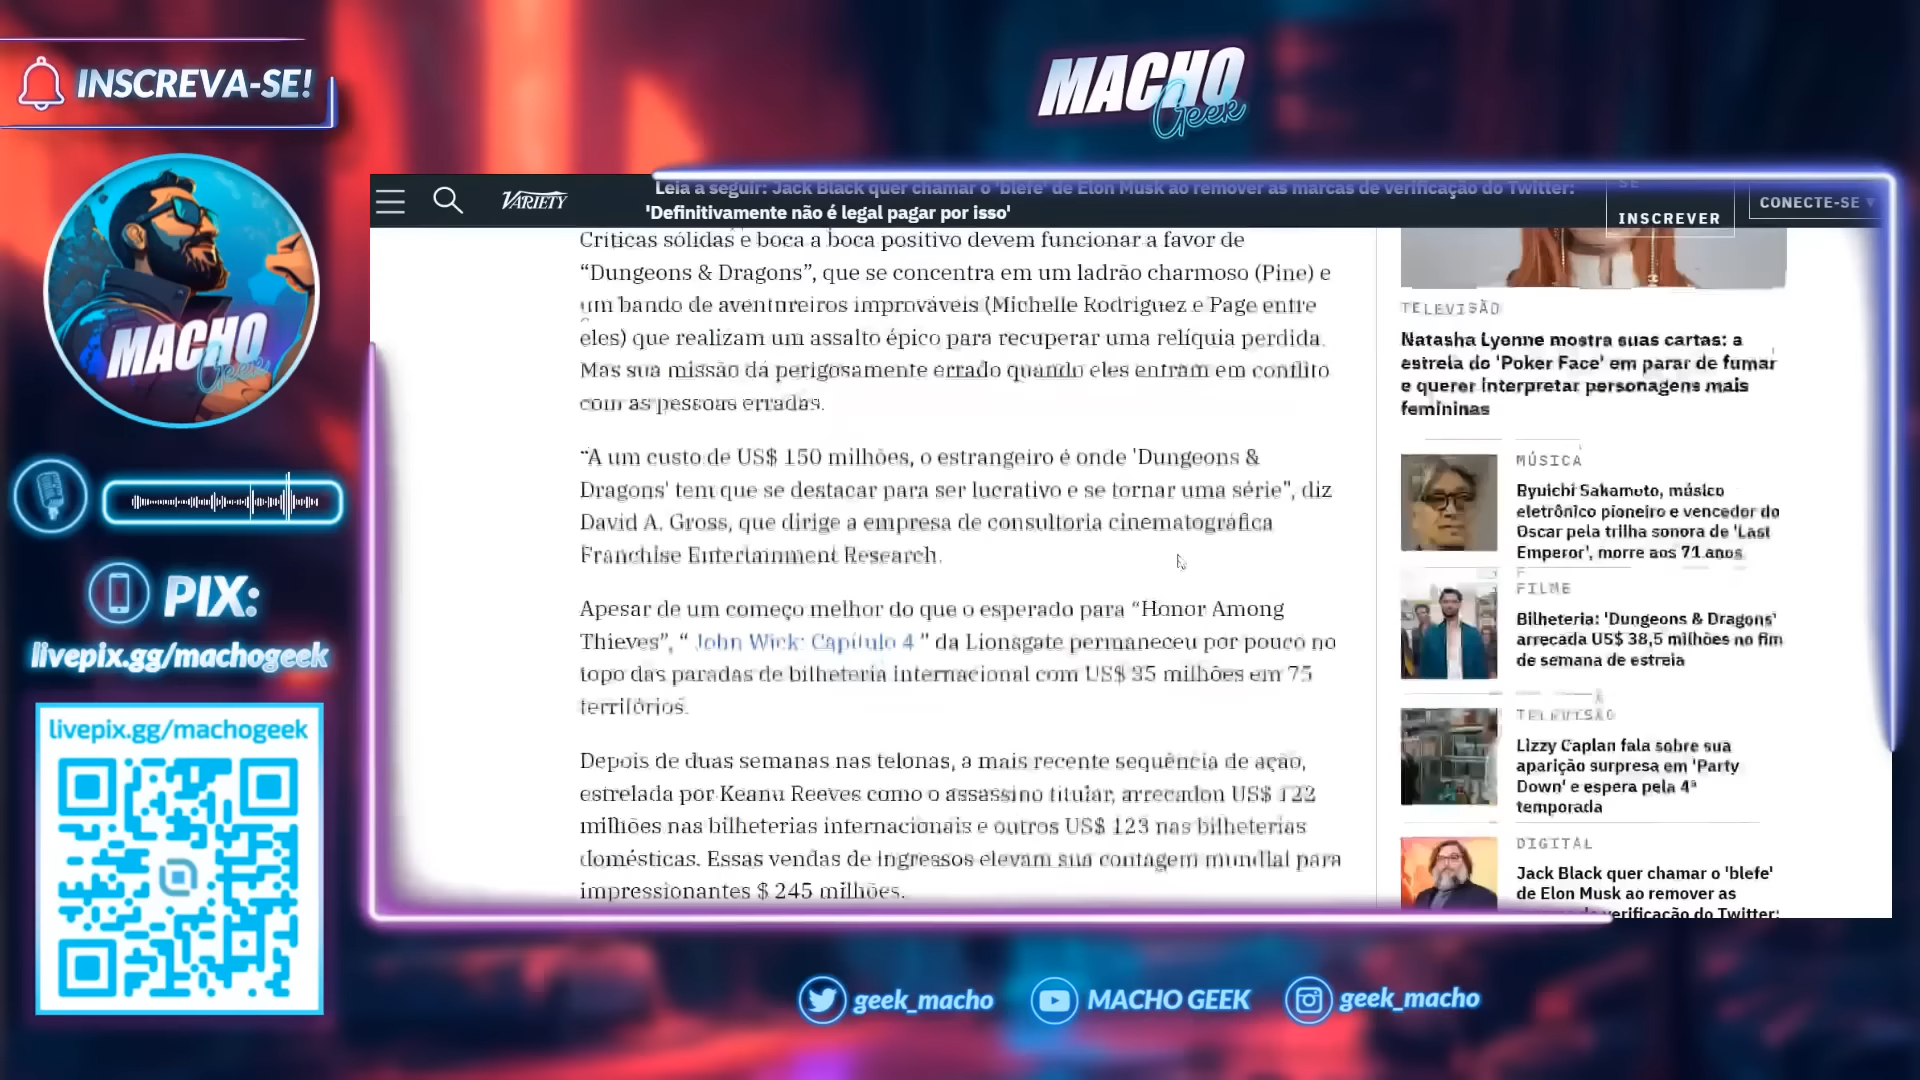 INSCREVA-SE!
MACHO
Geek
MACHO
Geek
PIX:
livepix.gg/machogeek
livepix.gg/machogeek
VARIETY
Leia a seguir: Jack Black quer chamar o 'blefe' de Elon Musk ao remover as marcas de verificação do Twitter:
'Definitivamente não é legal pagar por isso'
SE
INSCREVER
CONECTE-SE
Críticas sólidas e boca a boca positivo devem funcionar a favor de
“Dungeons & Dragons”, que se concentra em um ladrão charmoso (Pine) e
um bando de aventureiros improváveis (Michelle Rodriguez e Page entre
eles) que realizam um assalto épico para recuperar uma relíquia perdida.
Mas sua missão dá perigosamente errado quando eles entram em conflito
com as pessoas erradas.
“A um custo de US$ 150 milhões, o estrangeiro é onde 'Dungeons &
Dragons' tem que se destacar para ser lucrativo e se tornar uma série”, diz
David A. Gross, que dirige a empresa de consultoria cinematográfica
Franchise Entertainment Research.
Apesar de um começo melhor do que o esperado para “Honor Among
Thieves”, “ John Wick: Capítulo 4 ” da Lionsgate permaneceu por pouco no
topo das paradas de bilheteria internacional com US$ 35 milhões em 75
territórios.
Depois de duas semanas nas telonas, a mais recente sequência de ação,
estrelada por Keanu Reeves como o assassino titular, arrecadou US$ 122
milhões nas bilheterias internacionais e outros US$ 123 nas bilheterias
domésticas. Essas vendas de ingressos elevam sua contagem mundial para
impressionantes $ 245 milhões.
TELEVISÃO
Natasha Lyonne mostra suas cartas: a
estrela do 'Poker Face' em parar de fumar
e querer interpretar personagens mais
femininas
MÚSICA
Ryuichi Sakamoto, músico
eletrônico pioneiro e vencedor do
Oscar pela trilha sonora de 'Last
Emperor', morre aos 71 anos
FILME
Bilheteria: 'Dungeons & Dragons'
arrecada US$ 38,5 milhões no fim
de semana de estreia
TELEVISÃO
Lizzy Caplan fala sobre sua
aparição surpresa em 'Party
Down' e espera pela 4ª
temporada
DIGITAL
Jack Black quer chamar o 'blefe'
de Elon Musk ao remover as
marcas de verificação do Twitter:
geek_macho
MACHO GEEK
geek_macho